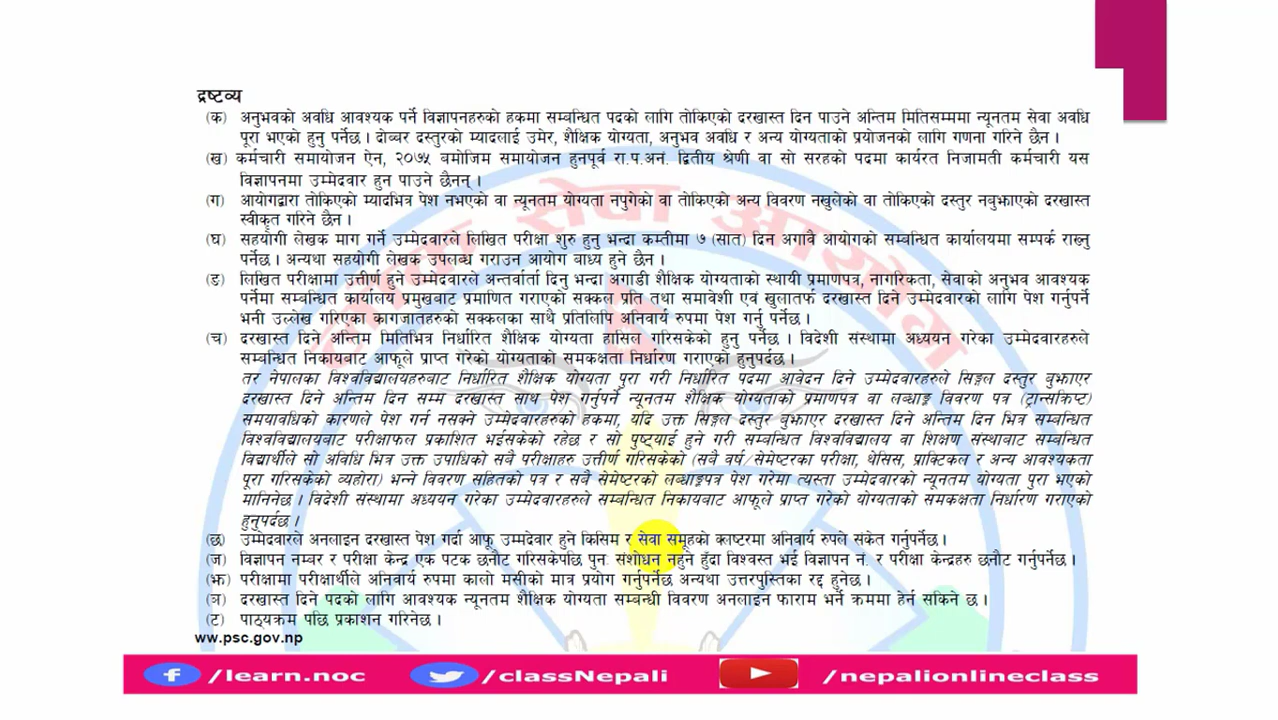 द्रष्टव्य
(क) अनुभवको अवधि आवश्यक पर्ने विज्ञापनहरुको हकमा सम्बन्धित पदको लागि तोकिएको दरखास्त दिन पाउने अन्तिम मितिसम्ममा न्यूनतम सेवा अवधि
पूरा भएको हुनु पर्नेछ । दोब्बर दस्तुरको म्यादलाई उमेर, शैक्षिक योग्यता, अनुभव अवधि र अन्य योग्यताको प्रयोजनको लागि गणना गरिने छैन ।
(ख) कर्मचारी समायोजन ऐन, २०७५ बमोजिम समायोजन हुनपूर्व रा.प.अनं. द्वितीय श्रेणी वा सो सरहको पदमा कार्यरत निजामती कर्मचारी यस
विज्ञापनमा उम्मेदवार हुन पाउने छैनन् ।
(ग) आयोगद्वारा तोकिएको म्यादभित्र पेश नभएको वा न्यूनतम योग्यता नपुगेको वा तोकिएको अन्य विवरण नखुलेको वा तोकिएको दस्तुर नबुझाएको दरखास्त
स्वीकृत गरिने छैन ।
(घ) सहयोगी लेखक माग गर्ने उम्मेदवारले लिखित परीक्षा शुरु हुनु भन्दा कम्तीमा ७ (सात) दिन अगावै आयोगको सम्बन्धित कार्यालयमा सम्पर्क राख्नु
पर्नेछ । अन्यथा सहयोगी लेखक उपलब्ध गराउन आयोग बाध्य हुने छैन ।
(ङ) लिखित परीक्षामा उत्तीर्ण हुने उम्मेदवारले अन्तर्वार्ता दिनु भन्दा अगाडी शैक्षिक योग्यताको स्थायी प्रमाणपत्र, नागरिकता, सेवाको अनुभव आवश्यक
पर्नेमा सम्बन्धित कार्यालय प्रमुखबाट प्रमाणित गराएको सक्कल प्रति तथा समावेशी एवं खुलातर्फ दरखास्त दिने उम्मेदवारको लागि पेश गर्नुपर्ने
भनी उल्लेख गरिएका कागजातहरुको सक्कलका साथै प्रतिलिपि अनिवार्य रुपमा पेश गर्नु पर्नेछ ।
(च) दरखास्त दिने अन्तिम मितिभित्र निर्धारित शैक्षिक योग्यता हासिल गरिसकेको हुनु पर्नेछ । विदेशी संस्थामा अध्ययन गरेका उम्मेदवारहरुले
सम्बन्धित निकायबाट आफूले प्राप्त गरेको योग्यताको समकक्षता निर्धारण गराएको हुनुपर्दछ ।
तर नेपालका विश्वविद्यालयहरुबाट निर्धारित शैक्षिक योग्यता पुरा गरी निर्धारित पदमा आवेदन दिने उम्मेदवारहरुले सिङ्गल दस्तुर बुझाएर
दरखास्त दिने अन्तिम दिन सम्म दरखास्त साथ पेश गर्नुपर्ने न्यूनतम शैक्षिक योग्यताको प्रमाणपत्र वा लब्धाङ्क विवरण पत्र (ट्रान्सक्रिप्ट)
समयावधिको कारणले पेश गर्न नसक्ने उम्मेदवारहरुको हकमा, यदि उक्त सिङ्गल दस्तुर बुझाएर दरखास्त दिने अन्तिम दिन भित्र सम्बन्धित
विश्वविद्यालयबाट परीक्षाफल प्रकाशित भईसकेको रहेछ र सो पुष्ट्याई हुने गरी सम्बन्धित विश्वविद्यालय वा शिक्षण संस्थाबाट सम्बन्धित
विद्यार्थीले सो अविधि भित्र उक्त उपाधिको सबै परीक्षाहरु उत्तीर्ण गरिसकेको (सबै वर्ष/सेमेष्टरका परीक्षा, थेसिस, प्राक्टिकल र अन्य आवश्यकता
पूरा गरिसकेको व्यहोरा) भन्ने विवरण सहितको पत्र र सबै सेमेष्टरको लब्धाङ्कपत्र पेश गरेमा त्यस्ता उम्मेदवारको न्यूनतम योग्यता पुरा भएको
मानिनेछ । विदेशी संस्थामा अध्ययन गरेका उम्मेदवारहरुले सम्बन्धित निकायबाट आफूले प्राप्त गरेको योग्यताको समकक्षता निर्धारण गराएको
हुनुपर्दछ ।
(छ) उम्मेदवारले अनलाइन दरखास्त पेश गर्दा आफू उम्मदेवार हुने किसिम र सेवा समूहको क्लष्टरमा अनिवार्य रुपले संकेत गर्नुपर्नेछ ।
(ज) विज्ञापन नम्बर र परीक्षा केन्द्र एक पटक छनौट गरिसकेपछि पुन: संशोधन नहुने हुँदा विश्वस्त भई विज्ञापन नं. र परीक्षा केन्द्रहरु छनौट गर्नुपर्नेछ ।
(झ) परीक्षामा परीक्षार्थीले अनिवार्य रुपमा कालो मसीको मात्र प्रयोग गर्नुपर्नेछ अन्यथा उत्तरपुस्तिका रद्द हुनेछ ।
(ञ) दरखास्त दिने पदको लागि आवश्यक न्यूनतम शैक्षिक योग्यता सम्बन्धी विवरण अनलाइन फाराम भर्ने क्रममा हेर्न सकिने छ ।
(ट) पाठ्यक्रम पछि प्रकाशन गरिनेछ ।
ww.psc.gov.np
लोक सेवा आयोग
/learn.noc /classNepali /nepalionlineclass